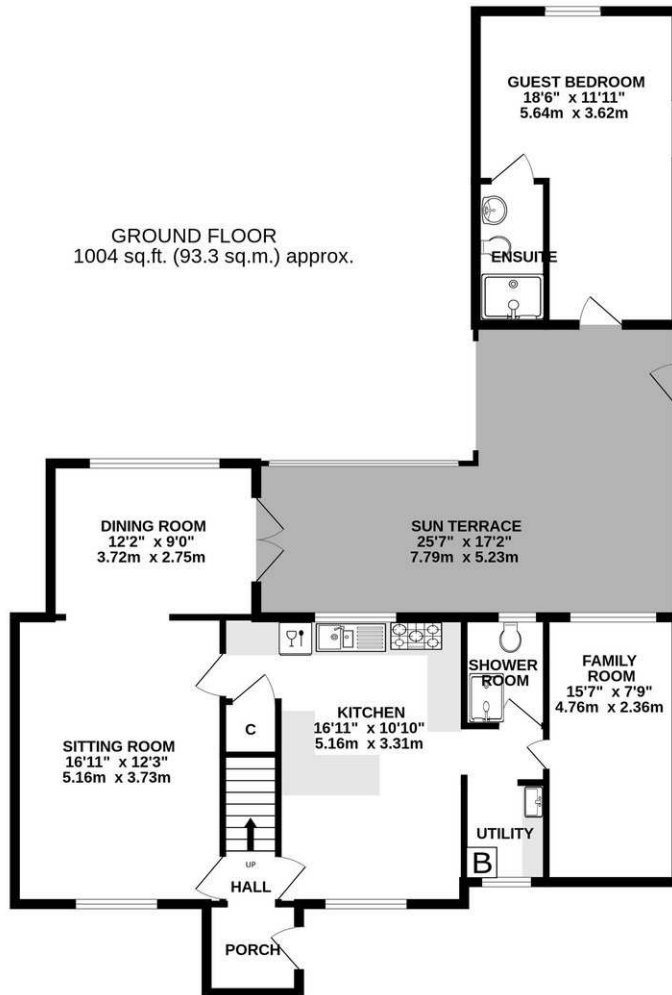 GUEST BEDROOM
18'6" x 11'11"
5.64m x 3.62m
ENSUITE
GROUND FLOOR
1004 sq.ft. (93.3 sq.m.) approx.
DINING ROOM
12'2" x 9'0"
3.72m x 2.75m
SUN TERRACE
25'7" x 17'2"
7.79m x 5.23m
SHOWER
ROOM
FAMILY
ROOM
15'7" x 7'9"
4.76m x 2.36m
KITCHEN
16'11" x 10'10"
5.16m x 3.31m
C
SITTING ROOM
16'11" x 12'3"
5.16m x 3.73m
UTILITY
B
UP
HALL
PORCH